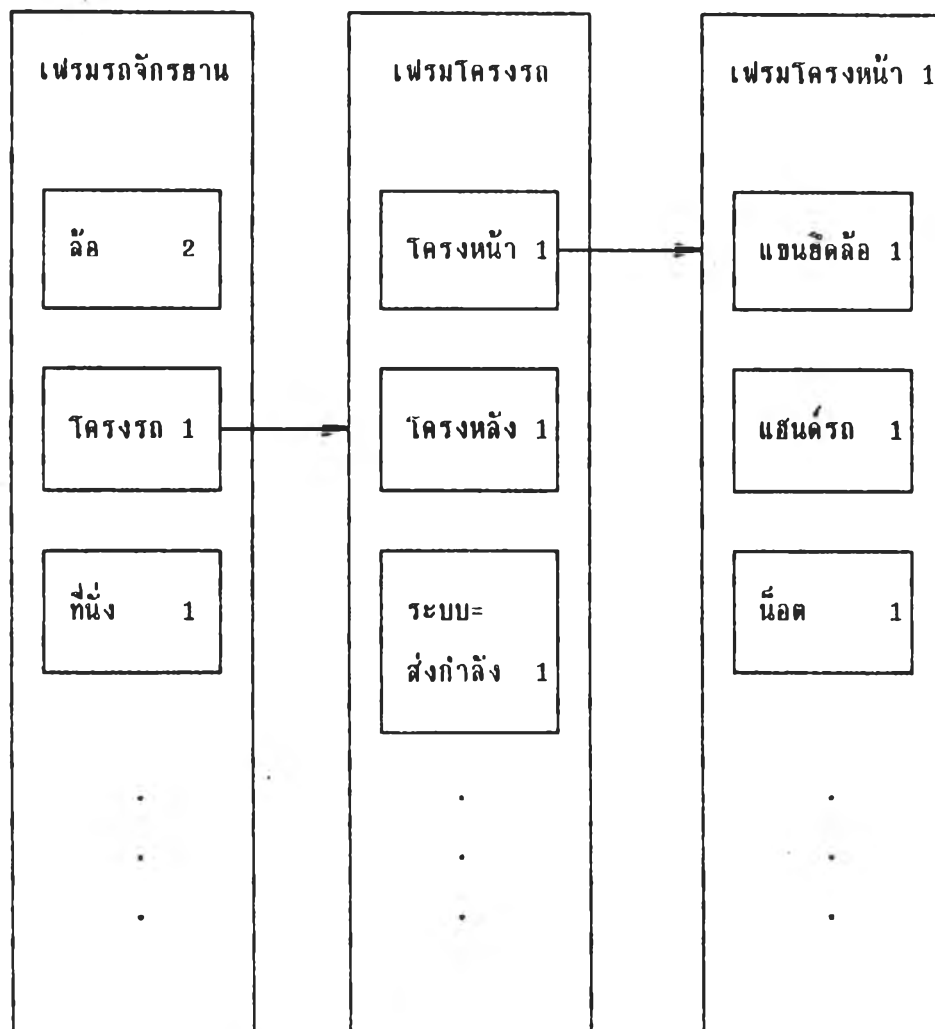 เฟรมรถจักรยาน
ล้อ 2
โครงรถ 1
ที่นั่ง 1
เฟรมโครงรถ
โครงหน้า 1
โครงหลัง 1
ระบบ=
ส่งกำลัง 1
เฟรมโครงหน้า 1
แขนยึดล้อ 1
แฮนด์รถ 1
น็อต 1